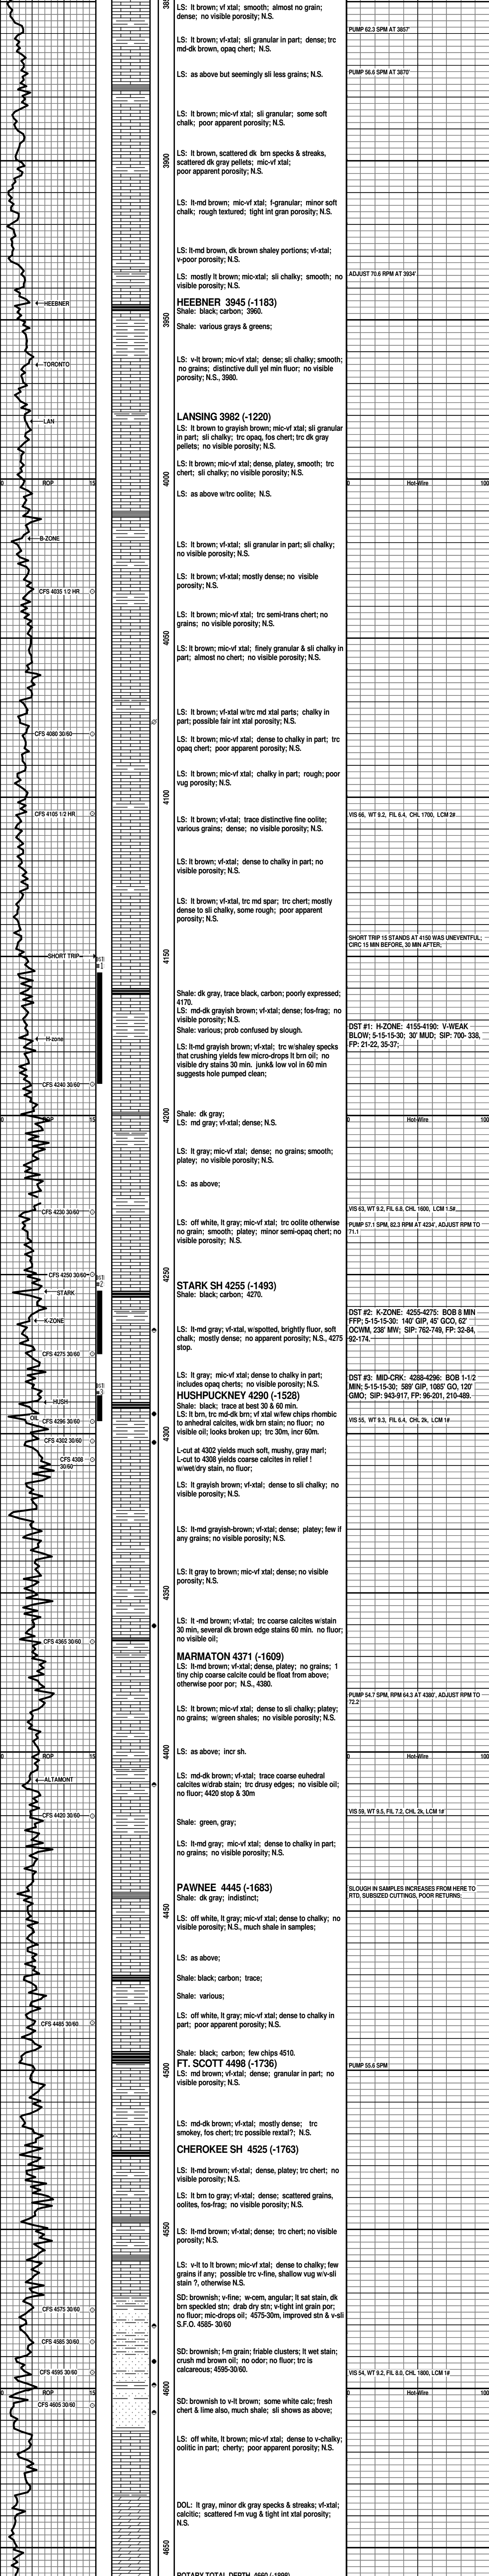 LS: lt brown; vf xtal; smooth; almost no grain;
dense; no visible porosity; N.S.
PUMP 62.3 SPM AT 3857'
LS: lt brown; vf xtal; sli granular in part; dense; trc
md-dk brown, opaq chert; N.S.
LS: as above but seemingly sli less grains; N.S.
PUMP 56.6 SPM AT 3870'
LS: lt brown; mic-vf xtal; sli granular; some soft
chalk; poor apparent porosity; N.S.
3900
LS: lt brown, scattered dk brn specks & streaks,
scattered dk gray pellets; mic-vf xtal;
poor apparent porosity; N.S.
LS: lt-md brown; mic-vf xtal; f-granular; minor soft
chalk; rough textured; tight int gran porosity; N.S.
LS: lt-md brown, dk brown shaley portions; vf-xtal;
v-poor porosity; N.S.
LS: mostly lt brown; mic-xtal; sli chalky; smooth; no
visible porosity; N.S.
ADJUST 70.6 RPM AT 3934'
HEEBNER
HEEBNER 3945 (-1183)
Shale: black; carbon; 3960.
3950
Shale: various grays & greens;
TORONTO
LS: v-lt brown; mic-vf xtal; dense; sli chalky; smooth;
no grains; distinctive dull yel min fluor; no visible
porosity; N.S., 3980.
LAN
LANSING 3982 (-1220)
LS: lt brown to grayish brown; mic-vf xtal; sli granular
in part; sli chalky; trc opaq, fos chert; trc dk gray
pellets; no visible porosity; N.S.
LS: lt brown; mic-vf xtal; dense, platey, smooth; trc
chert; sli chalky; no visible porosity; N.S.
4000
0 ROP 15
0 Hot-Wire 100
LS: as above w/trc oolite; N.S.
B-ZONE
LS: lt brown; vf-xtal; sli granular in part; sli chalky;
no visible porosity; N.S.
CFS 4035 1/2 HR
LS: lt brown; vf-xtal; mostly dense; no visible
porosity; N.S.
LS: lt brown; mic-vf xtal; trc semi-trans chert; no
grains; no visible porosity; N.S.
4050
LS: lt brown; mic-vf xtal; finely granular & sli chalky in
part; almost no chert; no visible porosity; N.S.
LS: lt brown; vf-xtal w/trc md xtal parts; chalky in
part; possible fair int xtal porosity; N.S.
CFS 4080 30/60
LS: lt brown; mic-vf xtal; dense to chalky in part; trc
opaq chert; poor apparent porosity; N.S.
LS: lt brown; mic-vf xtal; chalky in part; rough; poor
vug porosity; N.S.
4100
CFS 4105 1/2 HR
LS: lt brown; vf-xtal; trace distinctive fine oolite;
various grains; dense; no visible porosity; N.S.
VIS 66, WT 9.2, FIL 6.4, CHL 1700, LCM 2#
LS: lt brown; vf-xtal; dense to chalky in part; no
visible porosity; N.S.
LS: lt brown; vf-xtal, trc md spar; trc chert; mostly
dense to sli chalky, some rough; poor apparent
porosity; N.S.
SHORT TRIP 15 STANDS AT 4150 WAS UNEVENTFUL;
CIRC 15 MIN BEFORE, 30 MIN AFTER;
SHORT TRIP
4150
DST
#1
Shale: dk gray, trace black, carbon; poorly expressed;
4170.
LS: md-dk grayish brown; vf-xtal; dense; fos-frag; no
visible porosity; N.S.
Shale: various; prob confused by slough.
DST #1: H-ZONE: 4155-4190: V-WEAK
BLOW; 5-15-15-30; 30' MUD; SIP: 700- 338,
FP: 21-22, 35-37;
H-zone
LS: lt-md grayish brown; vf-xtal; trc w/shaley specks
that crushing yields few micro-drops lt brn oil; no
visible dry stains 30 min. junk& low vol in 60 min
suggests hole pumped clean;
CFS 4240 30/60
4200
Shale: dk gray;
LS: md gray; vf-xtal; dense; N.S.
0 ROP 15
0 Hot-Wire 100
LS: lt gray; mic-vf xtal; dense; no grains; smooth;
platey; no visible porosity; N.S.
LS: as above;
CFS 4230 30/60
VIS 63, WT 9.2, FIL 6.8, CHL 1600, LCM 1.5#
LS: off white, lt gray; mic-vf xtal; trc oolite otherwise
no grain; smooth; platey; minor semi-opaq chert; no
visible porosity; N.S.
PUMP 57.1 SPM, 82.3 RPM AT 4234', ADJUST RPM TO
71.1
4250
CFS 4250 30/60
DST
#2
STARK
STARK SH 4255 (-1493)
Shale: black; carbon; 4270.
K-ZONE
LS: lt-md gray; vf-xtal, w/spotted, brightly fluor, soft
chalk; mostly dense; no apparent porosity; N.S., 4275
stop.
DST #2: K-ZONE: 4255-4275: BOB 8 MIN
FFP; 5-15-15-30: 140' GIP, 45' GCO, 62'
OCWM, 238' MW; SIP: 762-749, FP: 32-84,
92-174.
CFS 4275 30/60
LS: lt gray; mic-vf xtal; dense to chalky in part;
includes opaq cherts; no visible porosity; N.S.
DST
#3
DST #3: MID-CRK: 4288-4296: BOB 1-1/2
MIN; 5-15-15-30; 589' GIP, 1085' GO, 120'
GMO; SIP: 943-917, FP: 96-201, 210-489.
HUSH
HUSHPUCKNEY 4290 (-1528)
Shale: black; trace at best 30 & 60 min.
LS: lt brn, trc md-dk brn; vf xtal w/few chips rhombic
to anhedral calcites, w/dk brn stain; no fluor; no
visible oil; looks broken up; trc 30m, incr 60m.
OIL
CFS 4296 30/60
VIS 55, WT 9.3, FIL 6.4, CHL 2k, LCM 1#
4300
CFS 4302 30/60
L-cut at 4302 yields much soft, mushy, gray marl;
L-cut to 4308 yields coarse calcites in relief !
w/wet/dry stain, no fluor;
CFS 4308
30/60
LS: lt grayish brown; vf-xtal; dense to sli chalky; no
visible porosity; N.S.
LS: lt-md grayish-brown; vf-xtal; dense; platey; few if
any grains; no visible porosity; N.S.
LS: lt gray to brown; mic-vf xtal; dense; no visible
porosity; N.S.
4350
LS: lt -md brown; vf-xtal; trc coarse calcites w/stain
30 min, several dk brown edge stains 60 min. no fluor;
no visible oil;
CFS 4365 30/60
MARMATON 4371 (-1609)
LS: lt-md brown; vf-xtal; dense, platey; no grains; 1
tiny chip coarse calcite could be float from above;
otherwise poor por; N.S., 4380.
PUMP 54.7 SPM, RPM 64.3 AT 4380', ADJUST RPM TO
72.2
LS: lt brown; mic-vf xtal; dense to sli chalky; platey;
no grains; w/green shales; no visible porosity; N.S.
4400
LS: as above; incr sh.
0 ROP 15
0 Hot-Wire 100
ALTAMONT
LS: md-dk brown; vf-xtal; trace coarse euhedral
calcites w/drab stain; trc drusy edges; no visible oil;
no fluor; 4420 stop & 30m
CFS 4420 30/60
VIS 59, WT 9.5, FIL 7.2, CHL 2k, LCM 1#
Shale: green, gray;
LS: lt-md gray; mic-vf xtal; dense to chalky in part;
no grains; no visible porosity; N.S.
PAWNEE 4445 (-1683)
Shale: dk gray; indistinct;
SLOUGH IN SAMPLES INCREASES FROM HERE TO
RTD, SUBSIZED CUTTINGS, POOR RETURNS;
4450
LS: off white, lt gray; mic-vf xtal; dense to chalky; no
visible porosity; N.S., much shale in samples;
LS: as above;
Shale: black; carbon; trace;
Shale: various;
CFS 4485 30/60
LS: off white, lt gray; mic-vf xtal; dense to chalky in
part; poor apparent porosity; N.S.
Shale: black; carbon; few chips 4510.
FT. SCOTT 4498 (-1736)
PUMP 55.6 SPM
4500
LS: md brown; vf-xtal; dense; granular in part; no
visible porosity; N.S.
LS: md-dk brown; vf-xtal; mostly dense; trc
smokey, fos chert; trc possible rextal?; N.S.
CHEROKEE SH 4525 (-1763)
LS: lt-md brown; vf-xtal; dense, platey; trc chert; no
visible porosity; N.S.
LS: lt brn to gray; vf-xtal; dense; scattered grains,
oolites, fos-frag; no visible porosity; N.S.
4550
LS: lt-md brown; vf-xtal; dense; trc chert; no visible
porosity; N.S.
LS: v-lt to lt brown; mic-vf xtal; dense to chalky; few
grains if any; possible trc v-fine, shallow vug w/v-sli
stain ?, otherwise N.S.
CFS 4575 30/60
SD: brownish; v-fine; w-cem, angular; lt sat stain, dk
brn speckled stn; drab dry stn; v-tight int grain por;
no fluor; mic-drops oil; 4575-30m, improved stn & v-sli
S.F.O. 4585- 30/60
CFS 4585 30/60
SD: brownish; f-m grain; friable clusters; lt wet stain;
crush md brown oil; no odor; no fluor; trc is
calcareous; 4595-30/60.
CFS 4595 30/60
VIS 54, WT 9.2, FIL 8.0, CHL 1800, LCM 1#
4600
0 Hot-Wire 100
CFS 4605 30/60
SD: brownish to v-lt brown; some white calc; fresh
chert & lime also, much shale; sli shows as above;
LS: off white, lt brown; mic-vf xtal; dense to v-chalky;
oolitic in part; cherty; poor apparent porosity; N.S.
DOL: lt gray, minor dk gray specks & streaks; vf-xtal;
calcitic; scattered f-m vug & tight int xtal porosity;
N.S.
4650
ROTARY TOTAL DEPTH 4660 (-1898)